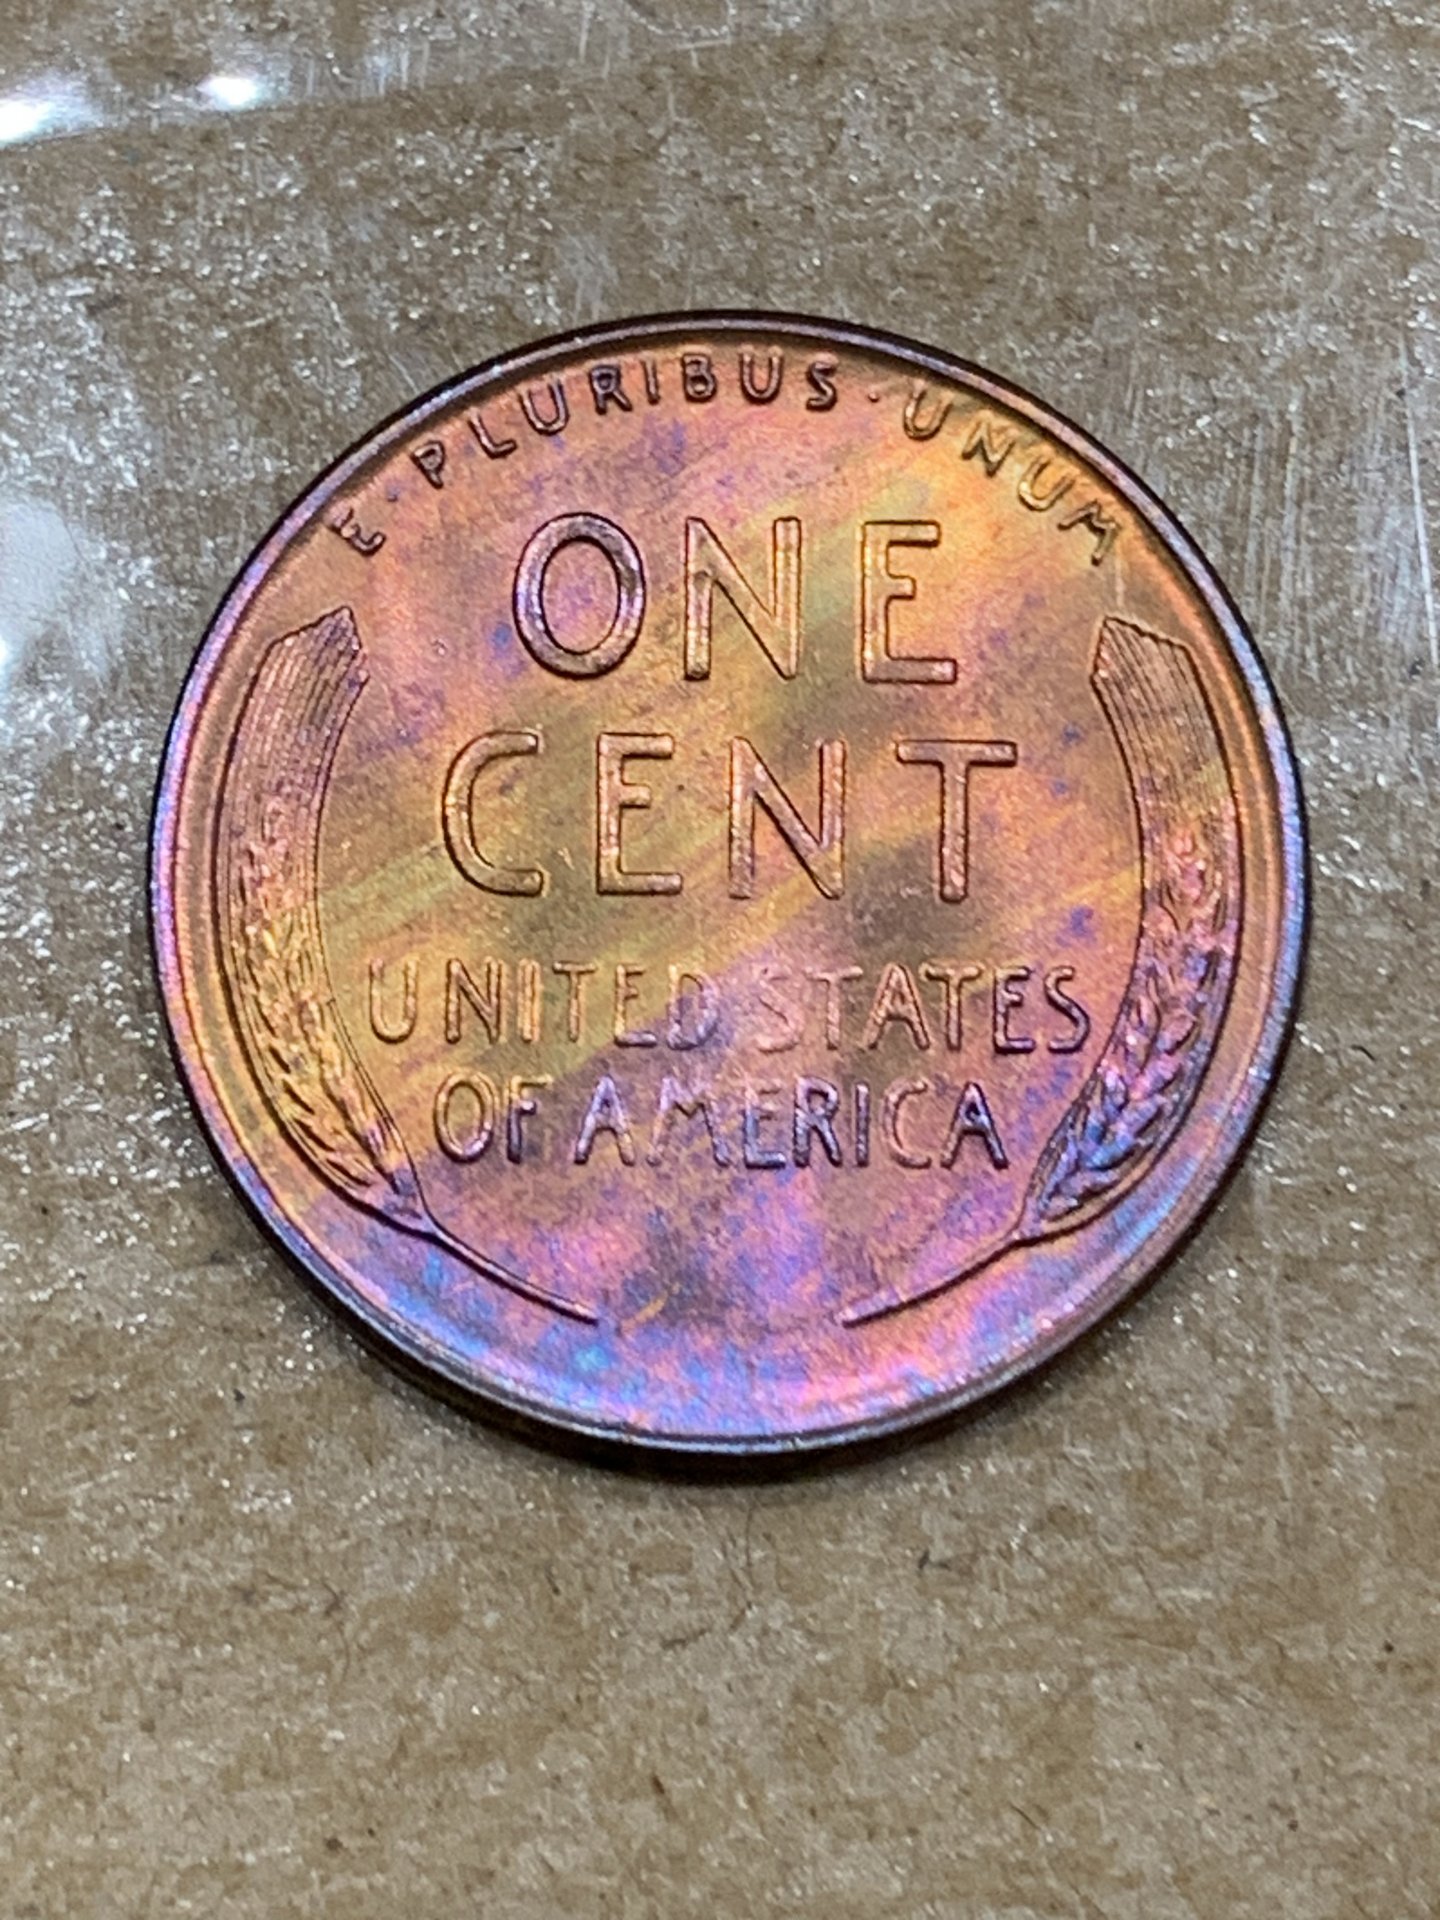 E · PLURIBUS · UNUM
ONE
CENT
UNITED STATES
OF AMERICA